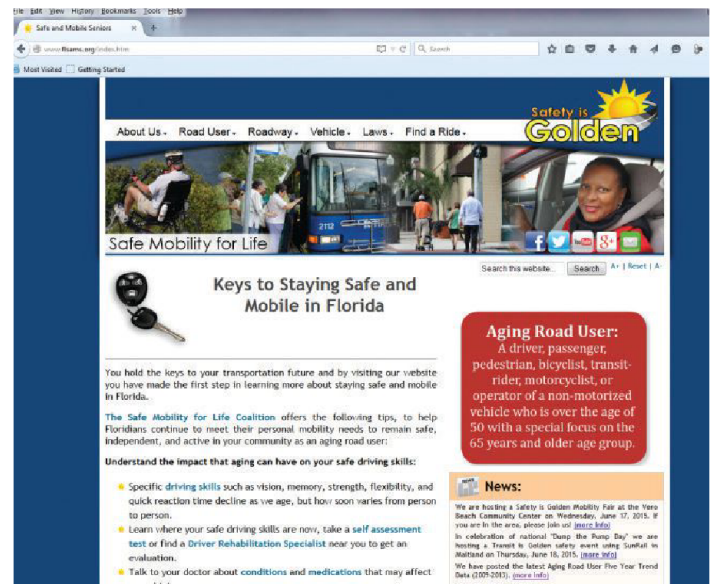 File Edit View History Bookmarks Tools Help
Safe and Mobile Seniors × +
www.flsams.org/index.htm
Search
Most Visited Getting Started
Safety is
Golden
About Us Road User Roadway Vehicle Laws Find a Ride
2112
Safe Mobility for Life
f You Tube g+
Search this website... Search A+ | Reset | A-
Keys to Staying Safe and
Mobile in Florida
Aging Road User:
A driver, passenger,
pedestrian, bicyclist, transit-
rider, motorcyclist, or
operator of a non-motorized
vehicle who is over the age of
50 with a special focus on the
65 years and older age group.
You hold the keys to your transportation future and by visiting our website
you have made the first step in learning more about staying safe and mobile
in Florida.
The Safe Mobility for Life Coalition offers the following tips, to help
Floridians continue to meet their personal mobility needs to remain safe,
independent, and active in your community as an aging road user:
Understand the impact that aging can have on your safe driving skills:
Specific driving skills such as vision, memory, strength, flexibility, and
quick reaction time decline as we age, but how soon varies from person
to person.
Learn where your safe driving skills are now, take a self assessment
test or find a Driver Rehabilitation Specialist near you to get an
evaluation.
Talk to your doctor about conditions and medications that may affect
News:
We are hosting a Safety is Golden Mobility Fair at the Vero
Beach Community Center on Wednesday, June 17, 2015. If
you are in the area, please join us! (more info)
In celebration of national "Dump the Pump Day" we are
hosting a Transit is Golden safety event using SunRail in
Maitland on Thursday, June 18, 2015. (more info)
We have posted the latest Aging Road User Five Year Trend
Data (2009-2013). (more info)